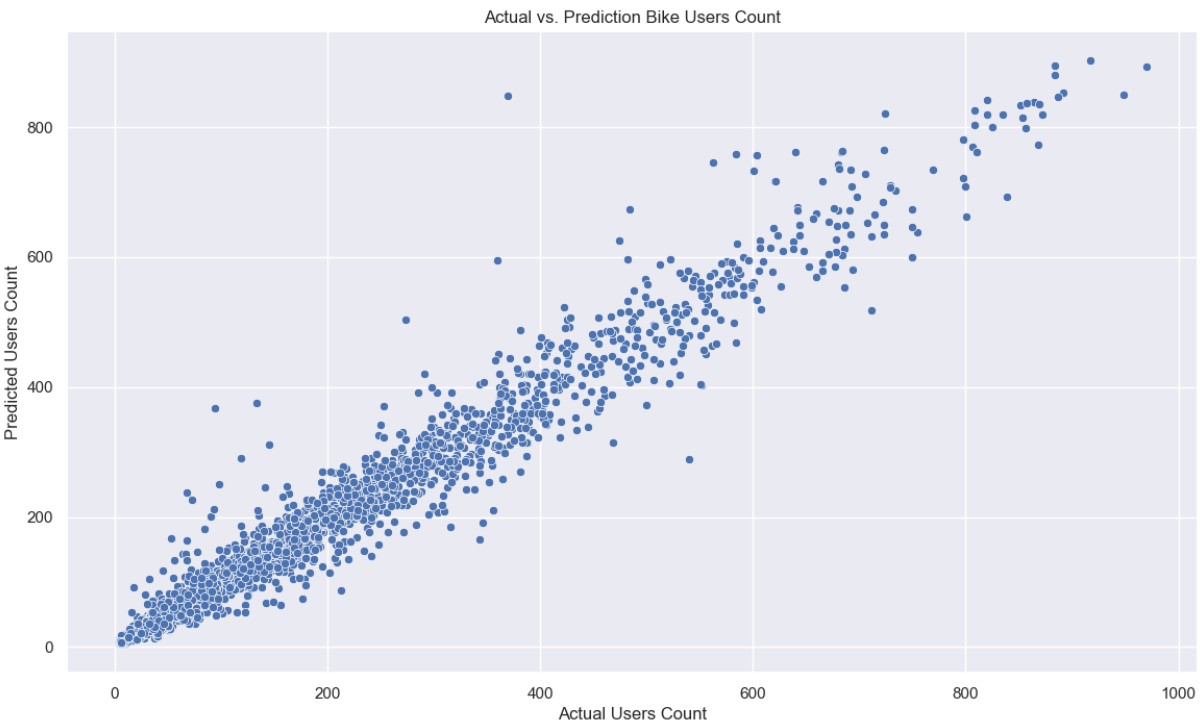 Actual vs. Prediction Bike Users Count
Predicted Users Count
800
600
400
200
0
0 200 400 600 800 1000
Actual Users Count